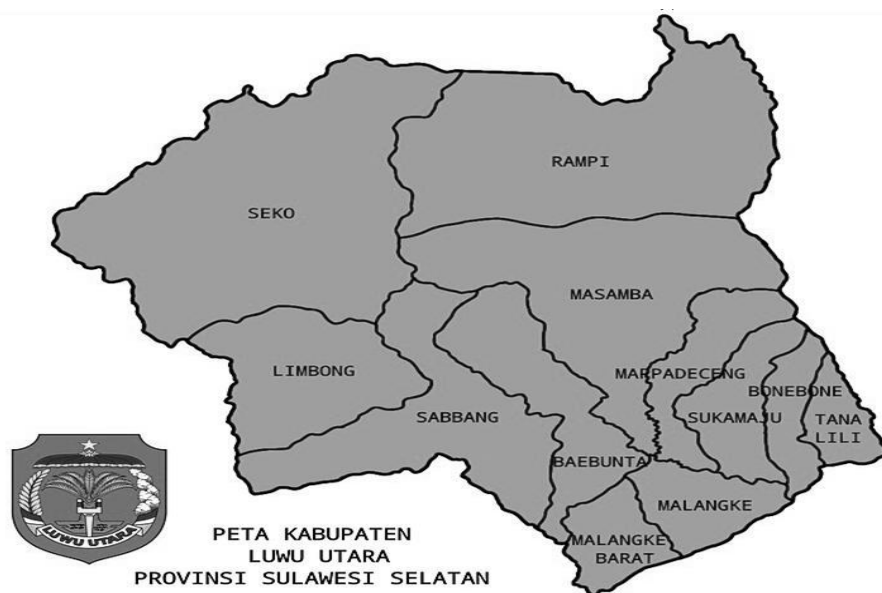 RAMPI
SEKO
MASAMBA
LIMBONG
MARPADECENG
BONEBONE
SABBANG
SUKAMAJU
TANA
LILI
BAEBUNTA
MALANGKE
MALANGKE
BARAT
LUWU UTARA
PETA KABUPATEN
LUWU UTARA
PROVINSI SULAWESI SELATAN